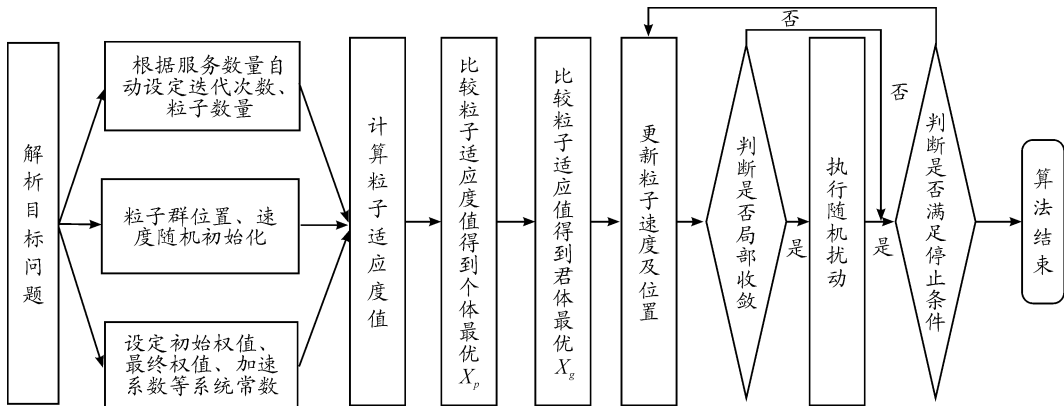 解析目标问题
根据服务数量自
动设定迭代次数、
粒子数量
粒子群位置、速
度随机初始化
设定初始权值、
最终权值、加速
系数等系统常数
计算粒子适应度值
比较粒子适应度值得到个体最优Xp
比较粒子适应值得到君体最优Xg
更新粒子速度及位置
判断是否局部收敛
否
是
执行随机扰动
否
是
判断是否满足停止条件
算法结束